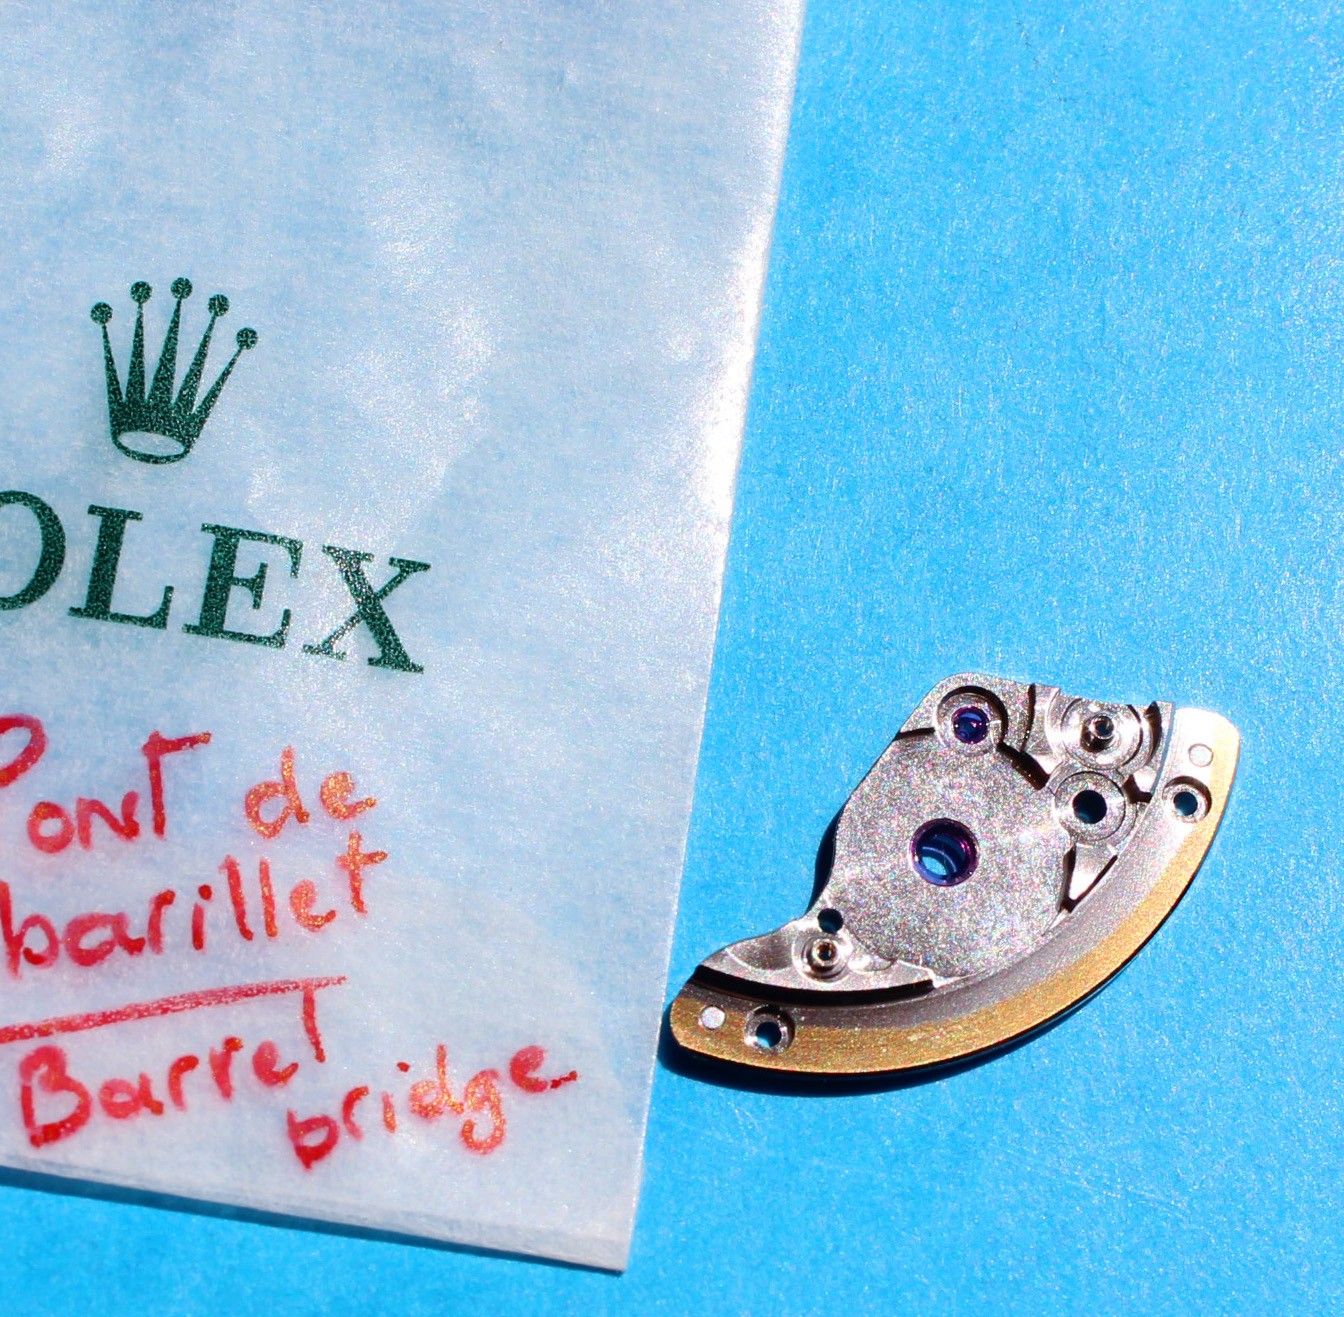 OLEX
Pont de
barillet
Barrel
bridge